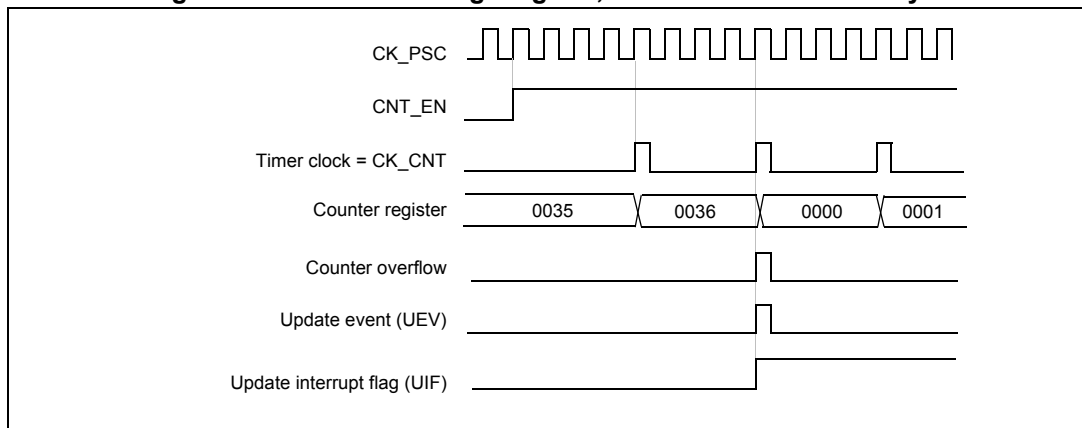 CK_PSC
CNT_EN
Timer clock = CK_CNT
Counter register 0035 0036 0000 0001
Counter overflow
Update event (UEV)
Update interrupt flag (UIF)